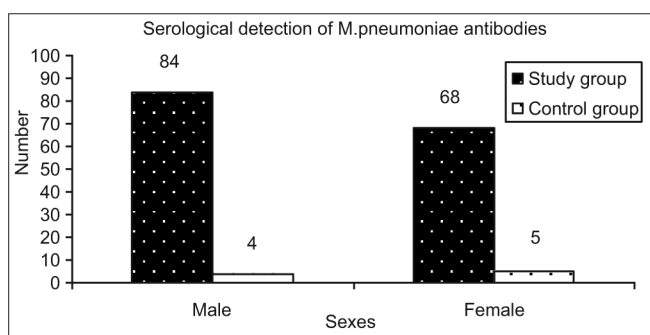 Serological detection of M.pneumoniae antibodies
100
90
80
70
60
50
40
30
20
10
0
Number
84
4
68
5
Study group
Control group
Male
Female
Sexes